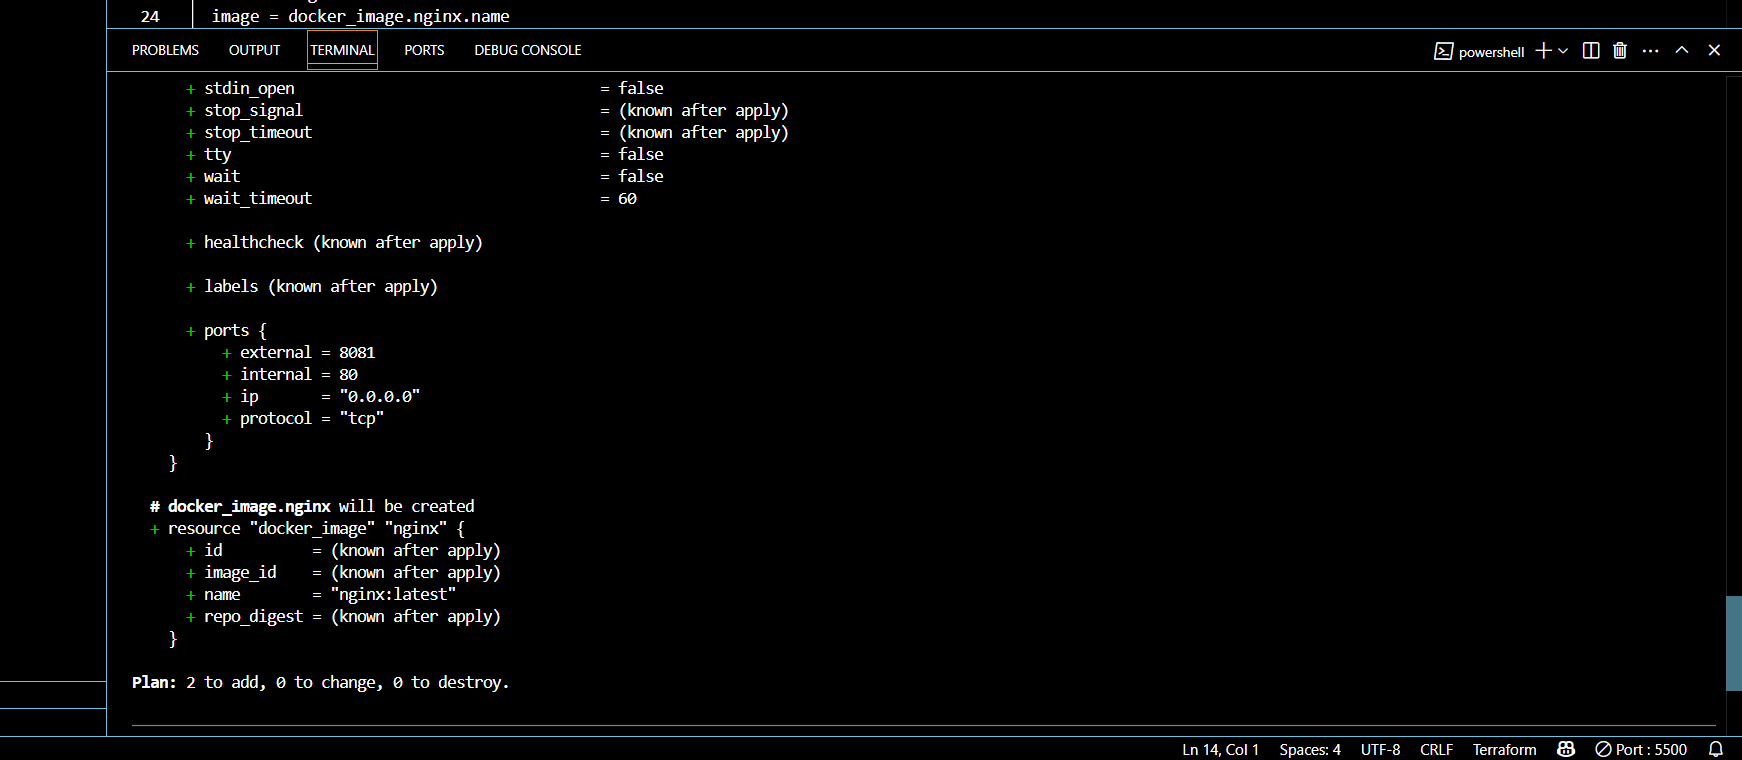 24 image = docker_image.nginx.name
PROBLEMS OUTPUT TERMINAL PORTS DEBUG CONSOLE powershell
+ stdin_open = false
+ stop_signal = (known after apply)
+ stop_timeout = (known after apply)
+ tty = false
+ wait = false
+ wait_timeout = 60
+ healthcheck (known after apply)
+ labels (known after apply)
+ ports {
+ external = 8081
+ internal = 80
+ ip = "0.0.0.0"
+ protocol = "tcp"
}
}
# docker_image.nginx will be created
+ resource "docker_image" "nginx" {
+ id = (known after apply)
+ image_id = (known after apply)
+ name = "nginx:latest"
+ repo_digest = (known after apply)
}
Plan: 2 to add, 0 to change, 0 to destroy.
Ln 14, Col 1 Spaces: 4 UTF-8 CRLF Terraform Port : 5500